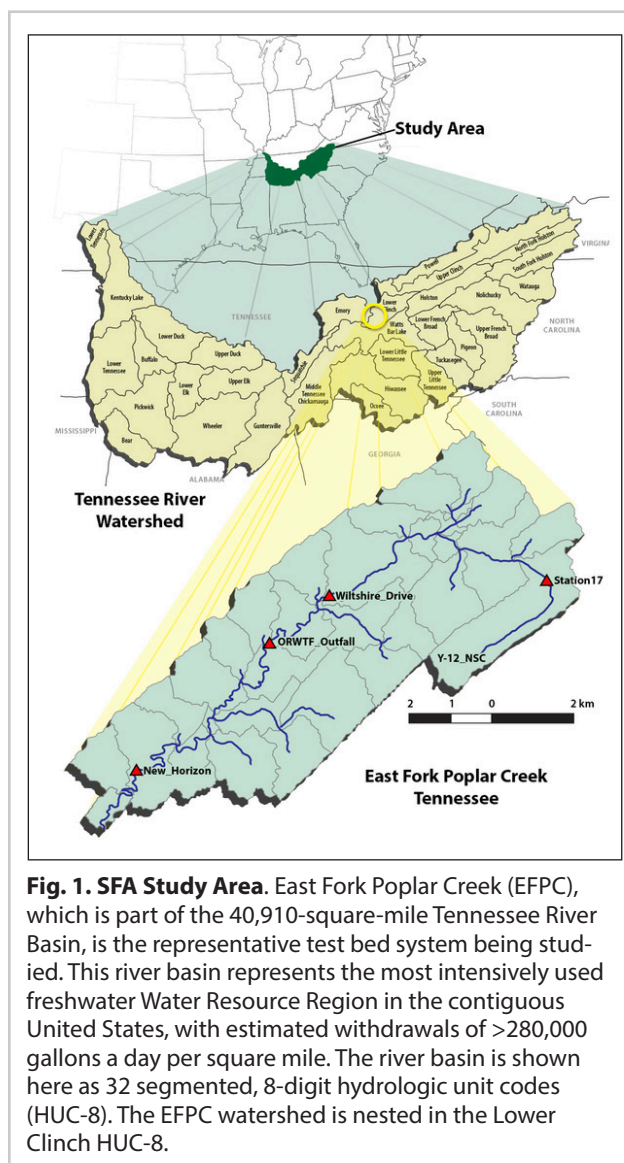 Study Area
Lower
Tennessee
VIRGINIA
Powell
Upper Clinch
North Fork Holston
South Fork Holston
Watauga
Kentucky Lake
TENNESSEE
Emory
Lower
Clinch
Holston
Nolichucky
Watts
Bar Lake
Lower French
Broad
Upper French
Broad
NORTH
CAROLINA
Lower Duck
Buffalo
Upper Duck
Sequatchie
Lower Little
Tennessee
Pigeon
Tuckasegee
Lower
Tennessee
Lower
Elk
Upper Elk
Middle
Tennessee
Chickamauga
Hiwassee
Upper
Little
Tennessee
Pickwick
Ocoee
SOUTH
CAROLINA
Wheeler
Guntersville
MISSISSIPPI
Bear
ALABAMA
GEORGIA
Tennessee River
Watershed
Station17
Wiltshire_Drive
ORWTF_Outfall
Y-12_NSC
2 1 0 2 km
New_Horizon
East Fork Poplar Creek
Tennessee
Fig. 1. SFA Study Area. East Fork Poplar Creek (EFPC),
which is part of the 40,910-square-mile Tennessee River
Basin, is the representative test bed system being stud-
ied. This river basin represents the most intensively used
freshwater Water Resource Region in the contiguous
United States, with estimated withdrawals of >280,000
gallons a day per square mile. The river basin is shown
here as 32 segmented, 8-digit hydrologic unit codes
(HUC-8). The EFPC watershed is nested in the Lower
Clinch HUC-8.